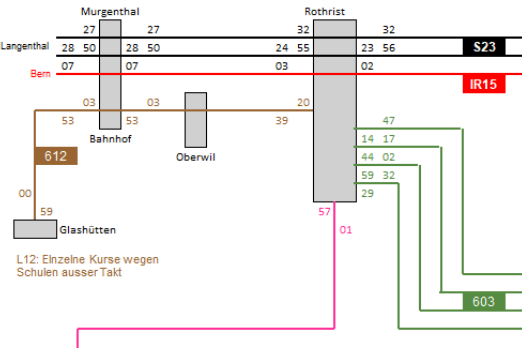 Murgenthal Rothrist
27 27 32 32
Langenthal 28 50 28 50 24 55 23 56 S23
Bern 07 07 03 02 IR15
03 03 20
53 53 39 47
Bahnhof 14 17
612 Oberwil 44 02
59 32
00 29
59 57
Glashütten 01
L12: EInzelne Kurse wegen
Schulen ausser Takt
603